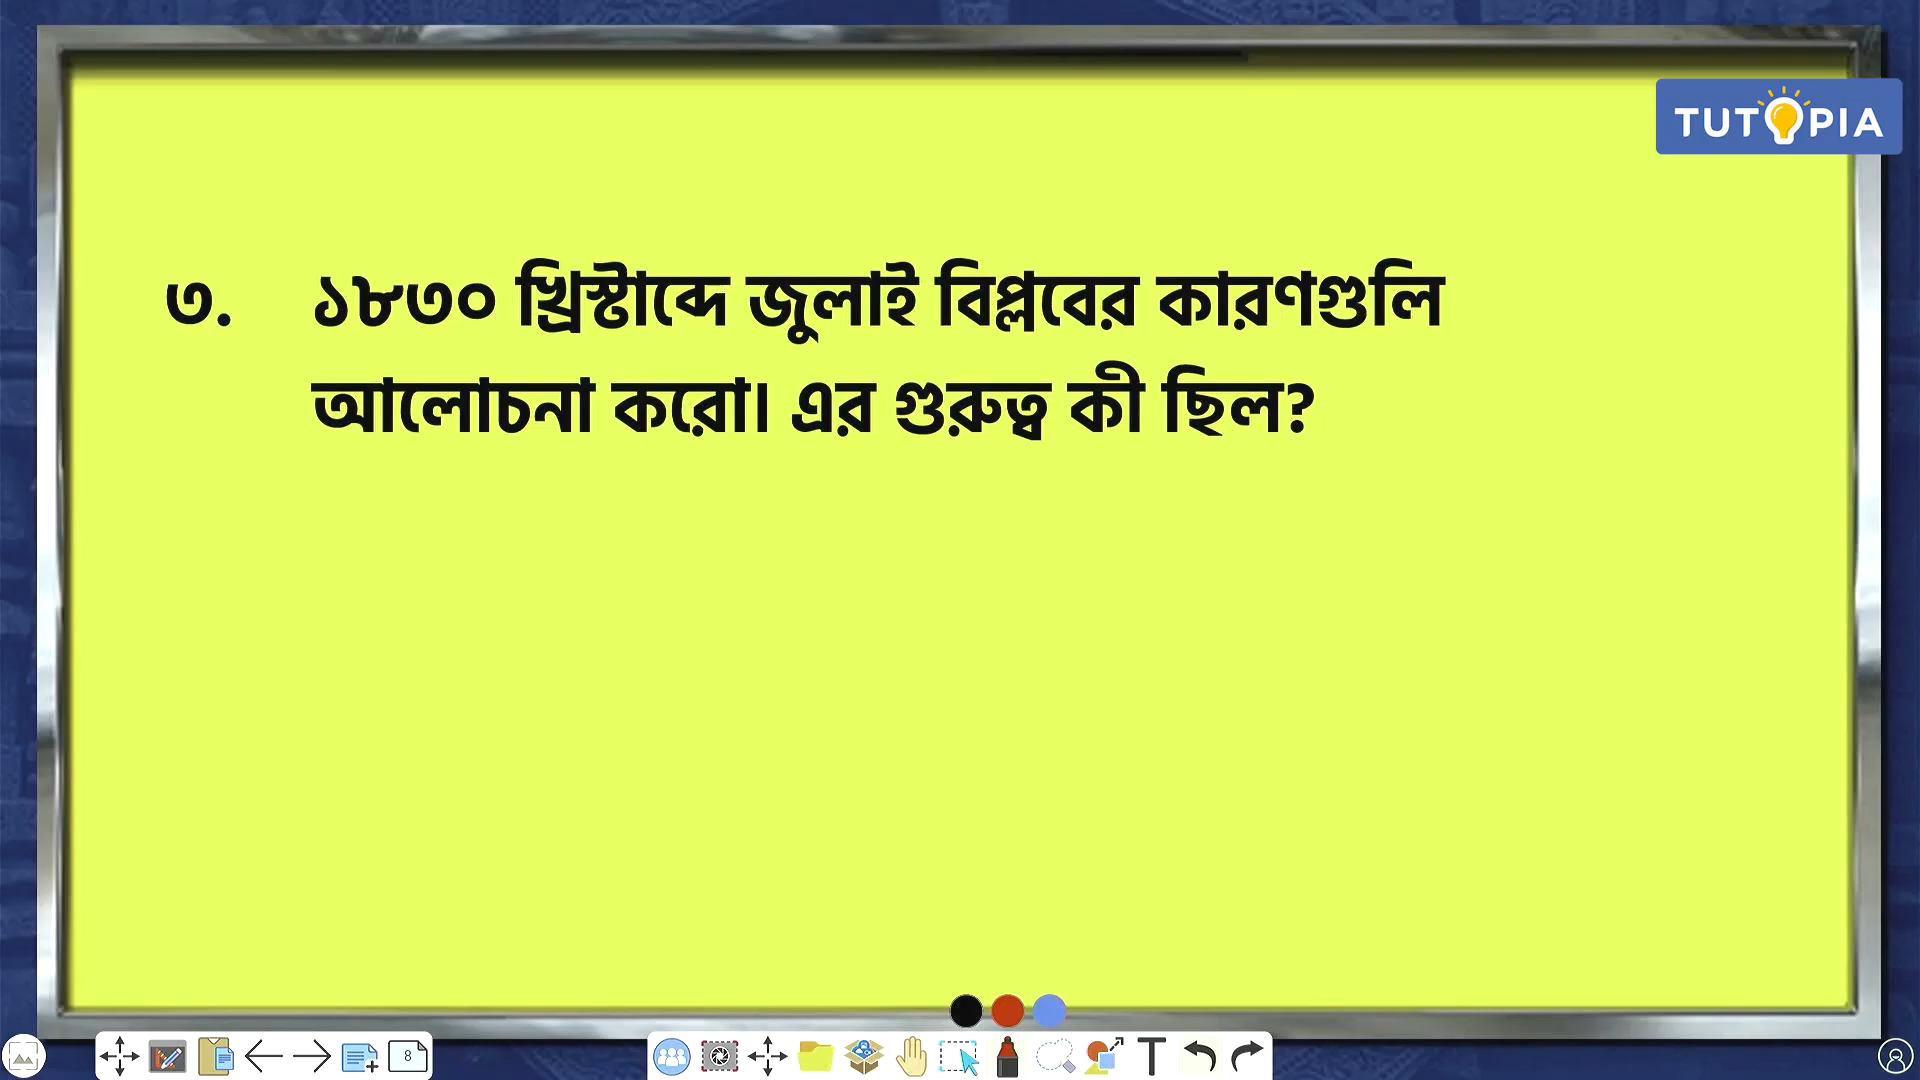 TUTOPIA
৩. ১৮৩০ খ্রিস্টাব্দে জুলাই বিপ্লবের কারণগুলি
আলোচনা করো। এর গুরুত্ব কী ছিল?
8